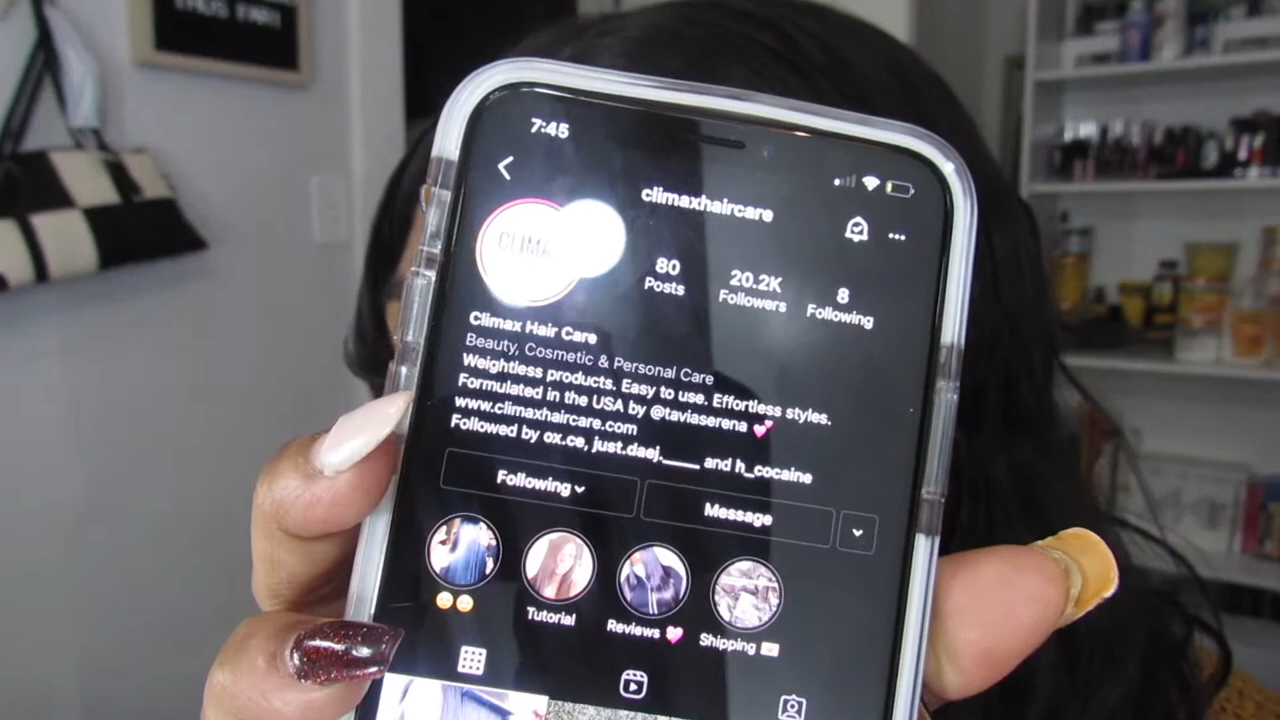 7:45
climaxhaircare
CLIMA
80
Posts
20.2K
Followers
8
Following
Climax Hair Care
Beauty, Cosmetic & Personal Care
Weightless products. Easy to use. Effortless styles.
Formulated in the USA by @taviaserena 💕
www.climaxhaircare.com
Followed by ox.ce, just.daej.____ and h_cocaine
Following
Message
Tutorial
Reviews 💖
Shipping